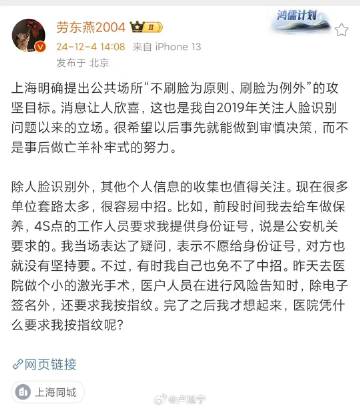 劳东燕2004
鸿儒计划
24-12-4 14:08 来自 iPhone 13
发布于 北京
上海明确提出公共场所“不刷脸为原则、刷脸为例外”的攻
坚目标。消息让人欣喜，这也是我自2019年关注人脸识别
问题以来的立场。很希望以后事先就能做到审慎决策，而不
是事后做亡羊补牢式的努力。
除人脸识别外，其他个人信息的收集也值得关注。现在很多
单位套路太多，很容易中招。比如，前段时间我去给车做保
养，4S点的工作人员要求我提供身份证号，说是公安机关
要求的。我当场表达了疑问，表示不愿给身份证号，对方也
就没有坚持要。不过，有时我自己也免不了中招。昨天去医
院做个小的激光手术，医户人员在进行风险告知时，除电子
签名外，还要求我按指纹。完了之后我才想起来，医院凭什
么要求我按指纹呢？
网页链接
上海同城